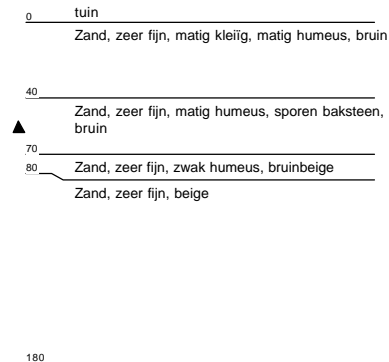 0 tuin
Zand, zeer fijn, matig kleiïg, matig humeus, bruin
40
Zand, zeer fijn, matig humeus, sporen baksteen,
bruin
70
80 Zand, zeer fijn, zwak humeus, bruinbeige
Zand, zeer fijn, beige
180